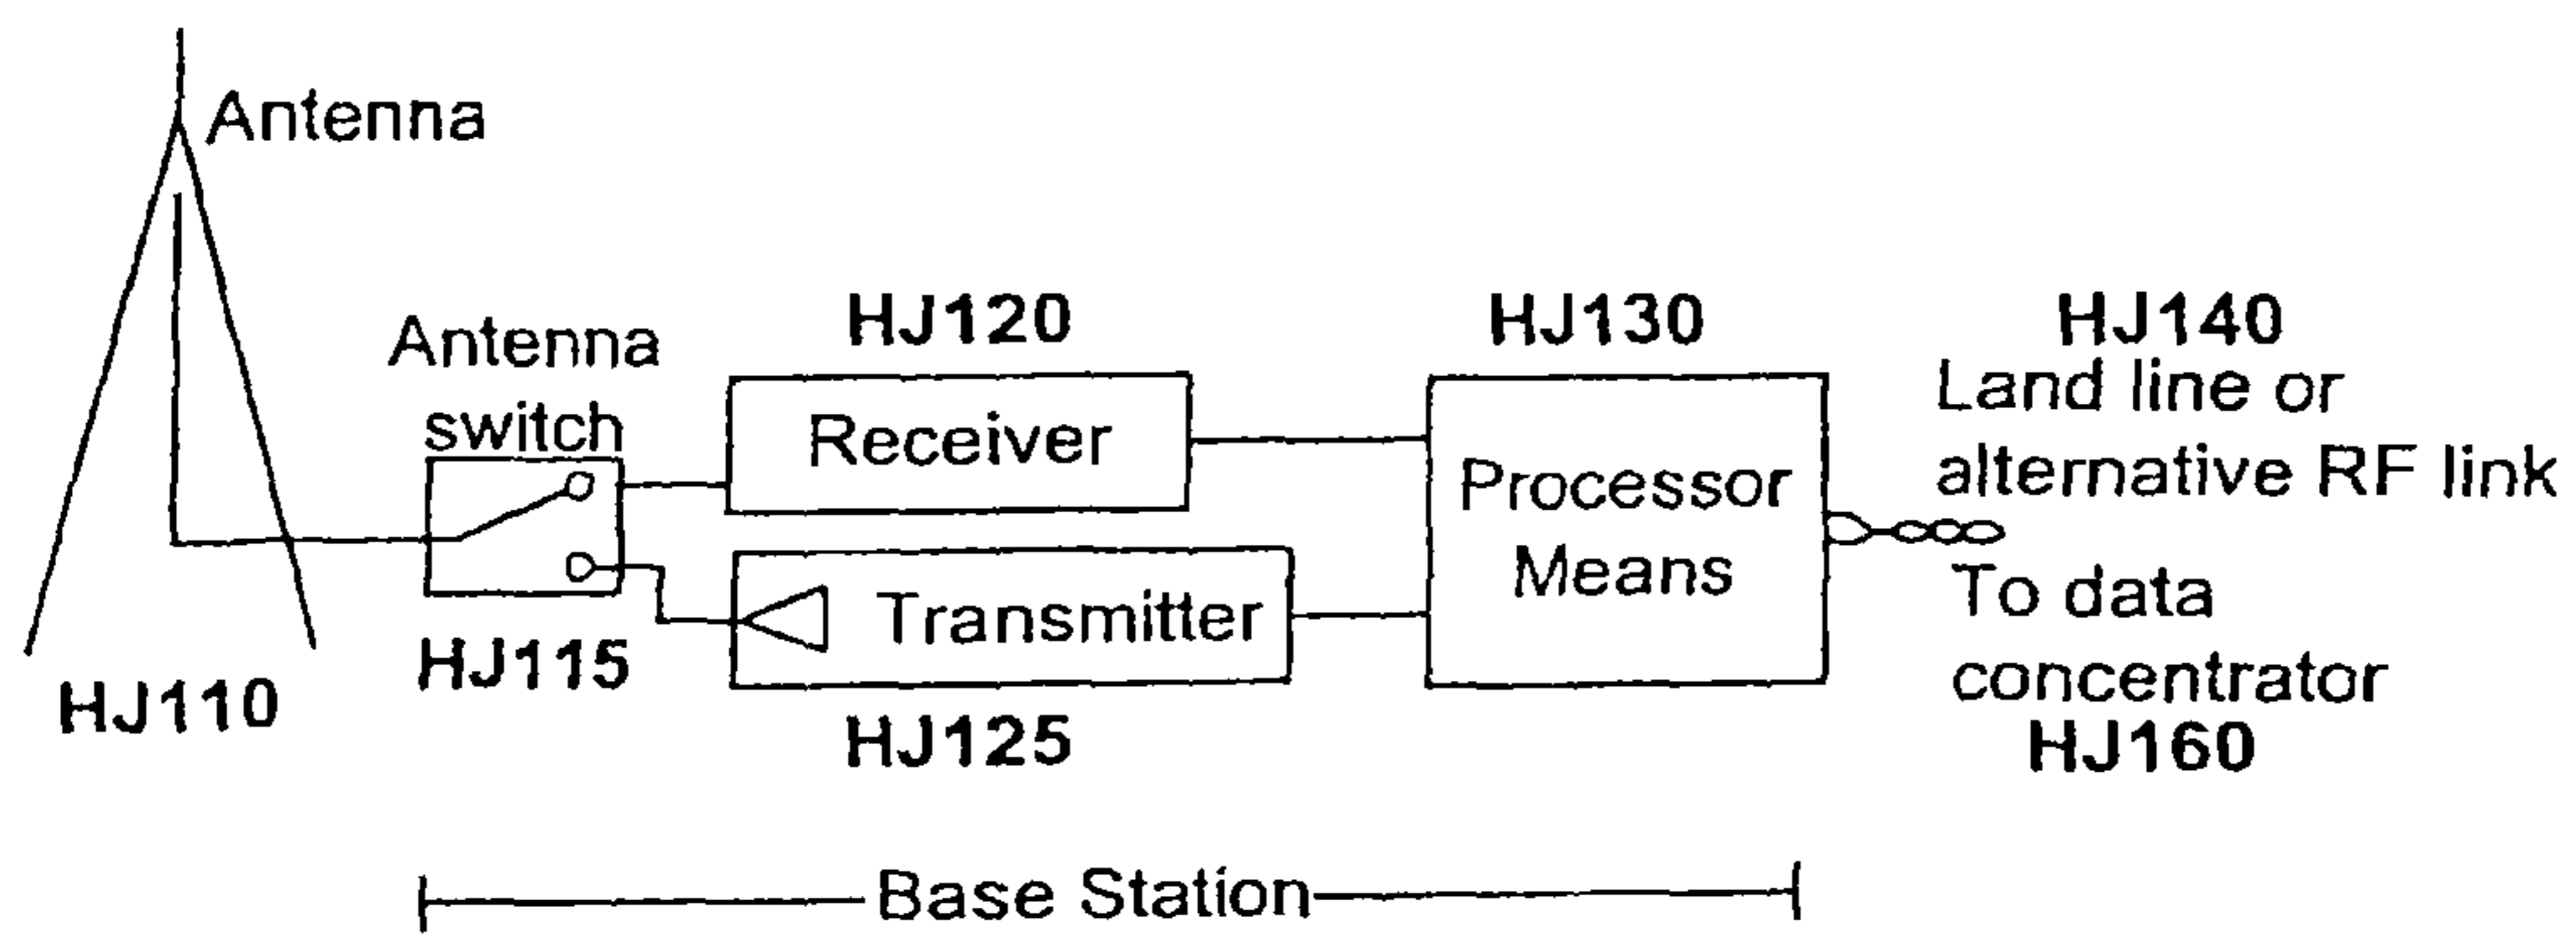 Antenna
HJ110
Antenna
switch
HJ115
HJ120
Receiver
Transmitter
HJ125
HJ130
Processor
Means
HJ140
Land line or
alternative RF link
To data
concentrator
HJ160
Base Station